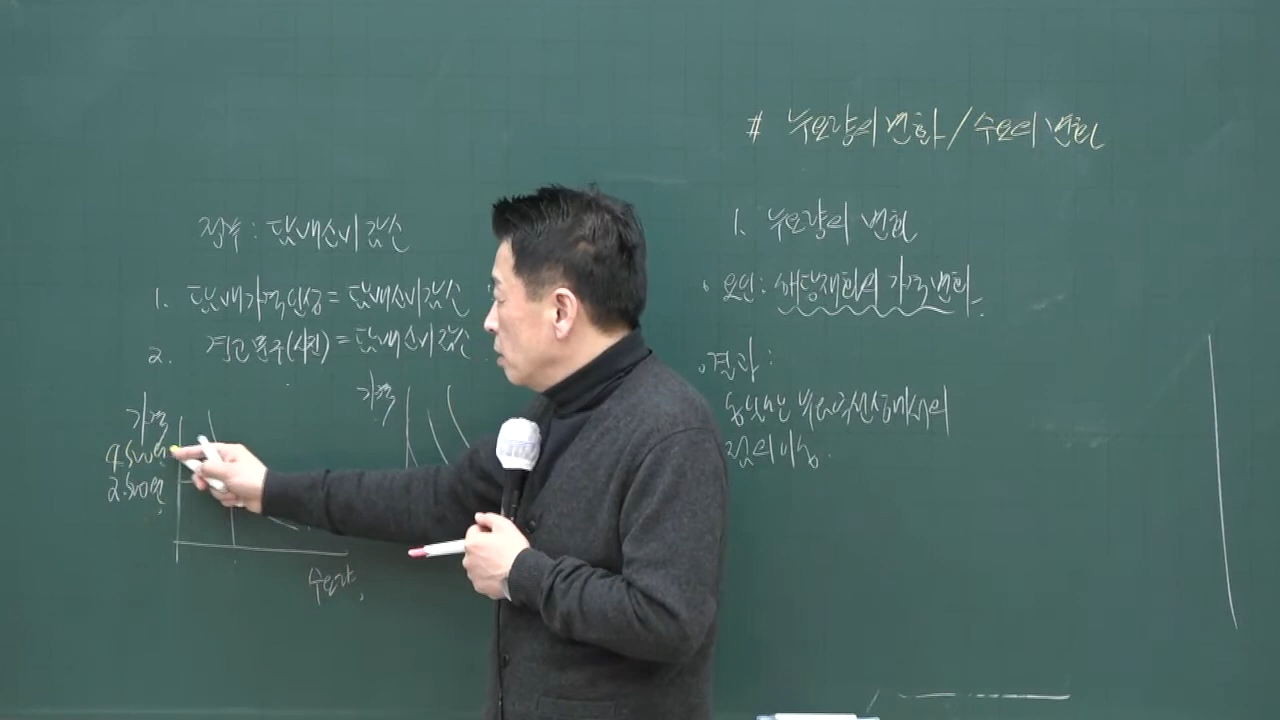 # 수요량의 변화 / 수요의 변화
정부 : 담배소비 감소
1. 담배가격인상 = 담배소비감소
2. 경고문구(사진) = 담배소비감소
가격
4.500원
2.500원
수요량
가격
1. 수요량의 변화
· 요인 : 해당재화의 가격변화.
· 결과 :
동일한 수요곡선상에서의
점의 이동.